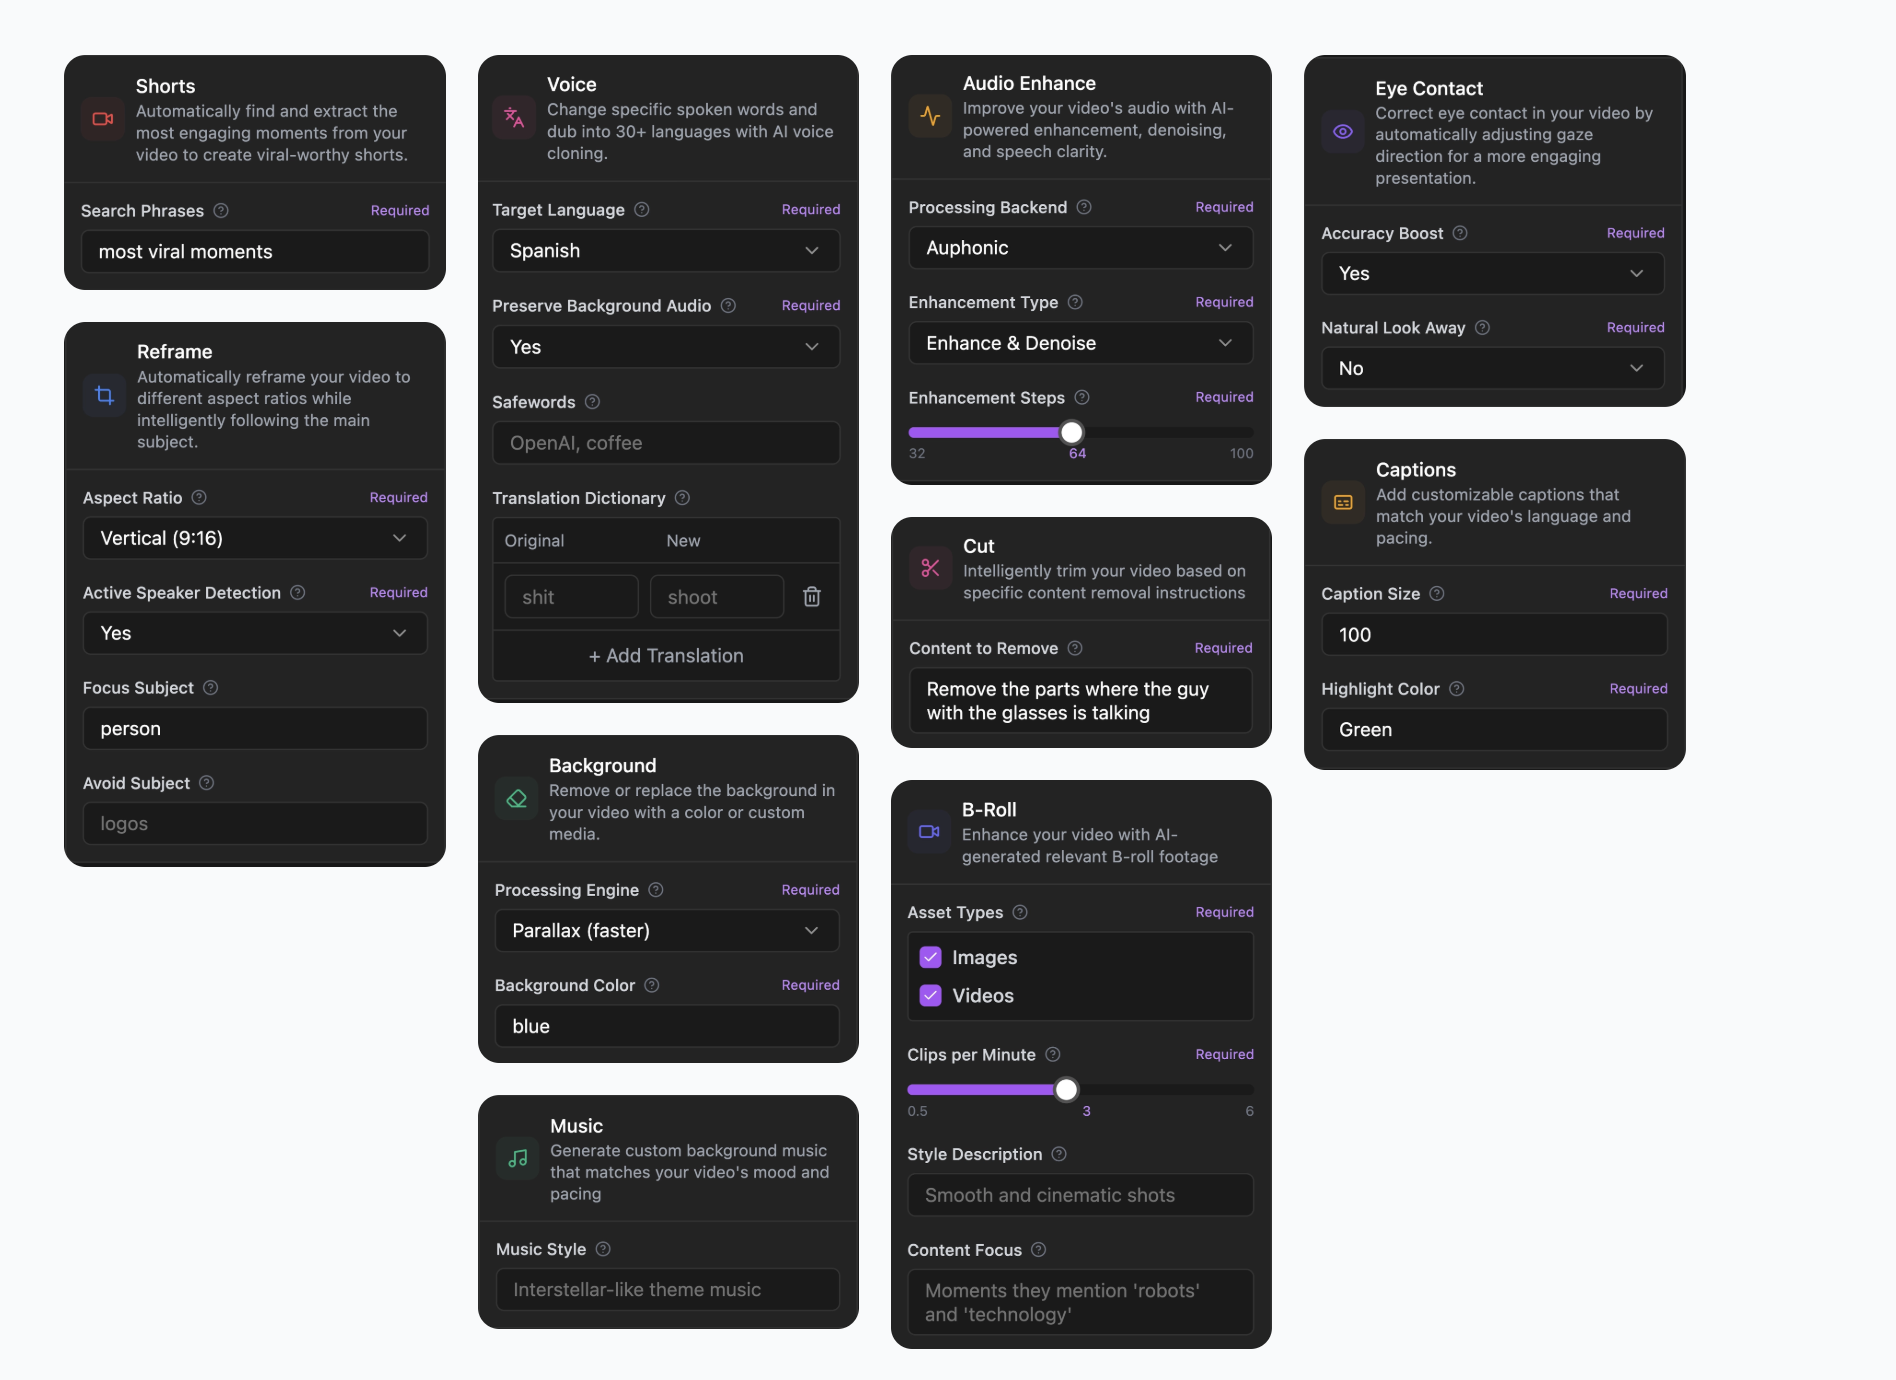 Shorts
Automatically find and extract the
most engaging moments from your
video to create viral-worthy shorts.
Search Phrases
Required
most viral moments
Reframe
Automatically reframe your video to
different aspect ratios while
intelligently following the main
subject.
Aspect Ratio
Required
Vertical (9:16)
Active Speaker Detection
Required
Yes
Focus Subject
person
Avoid Subject
logos
Voice
Change specific spoken words and
dub into 30+ languages with AI voice
cloning.
Target Language
Required
Spanish
Preserve Background Audio
Required
Yes
Safewords
OpenAI, coffee
Translation Dictionary
Original New
shit shoot
+ Add Translation
Background
Remove or replace the background in
your video with a color or custom
media.
Processing Engine
Required
Parallax (faster)
Background Color
Required
blue
Music
Generate custom background music
that matches your video's mood and
pacing
Music Style
Interstellar-like theme music
Audio Enhance
Improve your video's audio with AI-
powered enhancement, denoising,
and speech clarity.
Processing Backend
Required
Auphonic
Enhancement Type
Required
Enhance & Denoise
Enhancement Steps
Required
32 64 100
Cut
Intelligently trim your video based on
specific content removal instructions
Content to Remove
Required
Remove the parts where the guy
with the glasses is talking
B-Roll
Enhance your video with AI-
generated relevant B-roll footage
Asset Types
Required
Images
Videos
Clips per Minute
Required
0.5 3 6
Style Description
Smooth and cinematic shots
Content Focus
Moments they mention 'robots'
and 'technology'
Eye Contact
Correct eye contact in your video by
automatically adjusting gaze
direction for a more engaging
presentation.
Accuracy Boost
Required
Yes
Natural Look Away
Required
No
Captions
Add customizable captions that
match your video's language and
pacing.
Caption Size
Required
100
Highlight Color
Required
Green